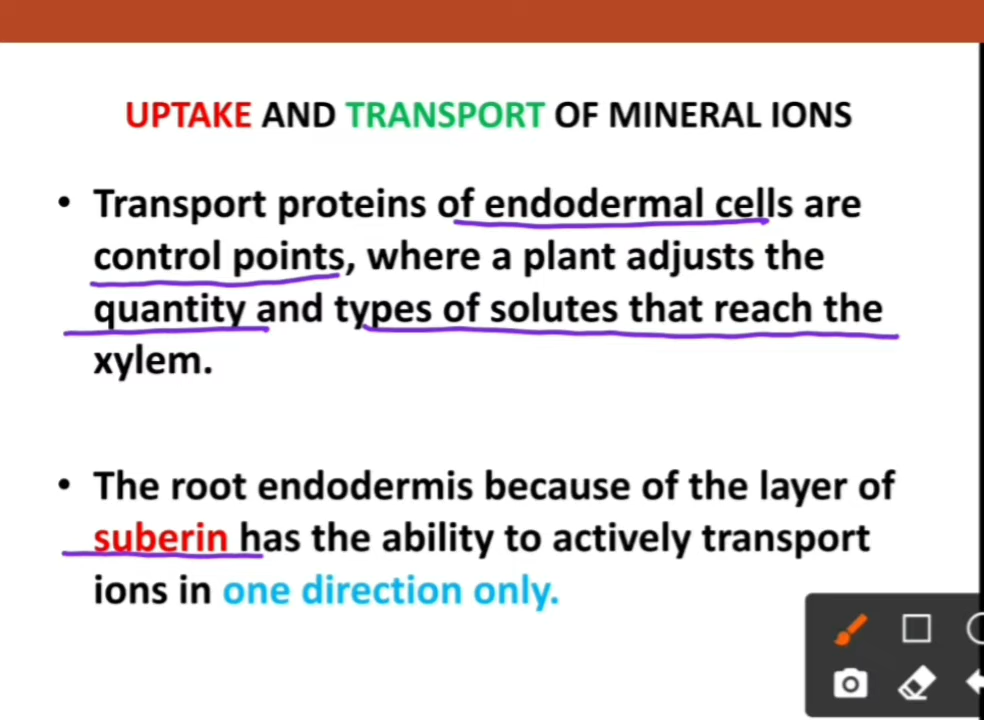 UPTAKE AND TRANSPORT OF MINERAL IONS
• Transport proteins of endodermal cells are
control points, where a plant adjusts the
quantity and types of solutes that reach the
xylem.
• The root endodermis because of the layer of
suberin has the ability to actively transport
ions in one direction only.